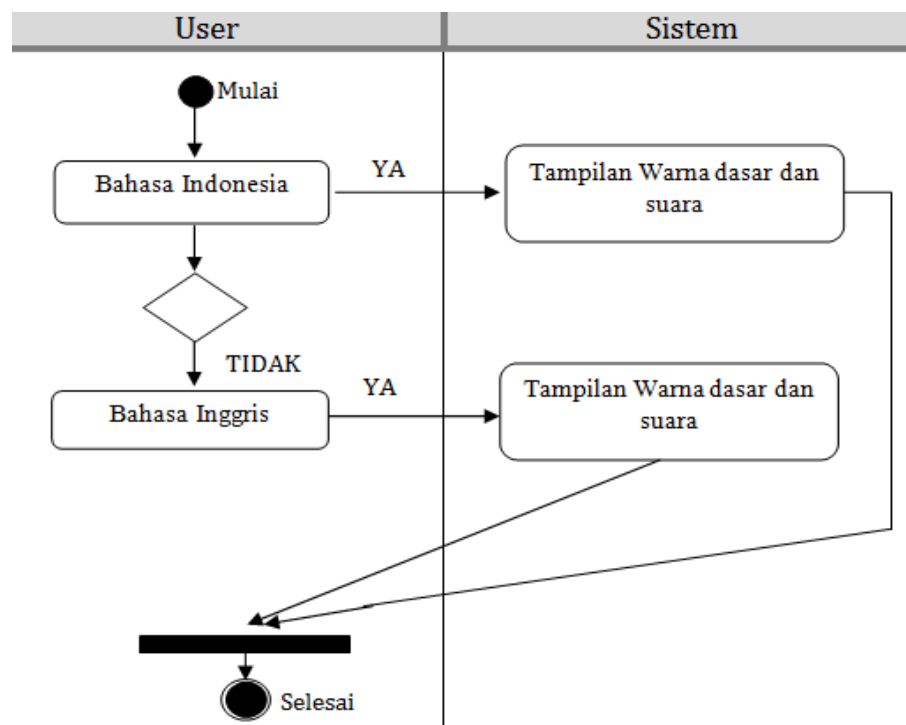 User
Sistem
Mulai
Bahasa Indonesia
YA
Tampilan Warna dasar dan
suara
TIDAK
Bahasa Inggris
YA
Tampilan Warna dasar dan
suara
Selesai